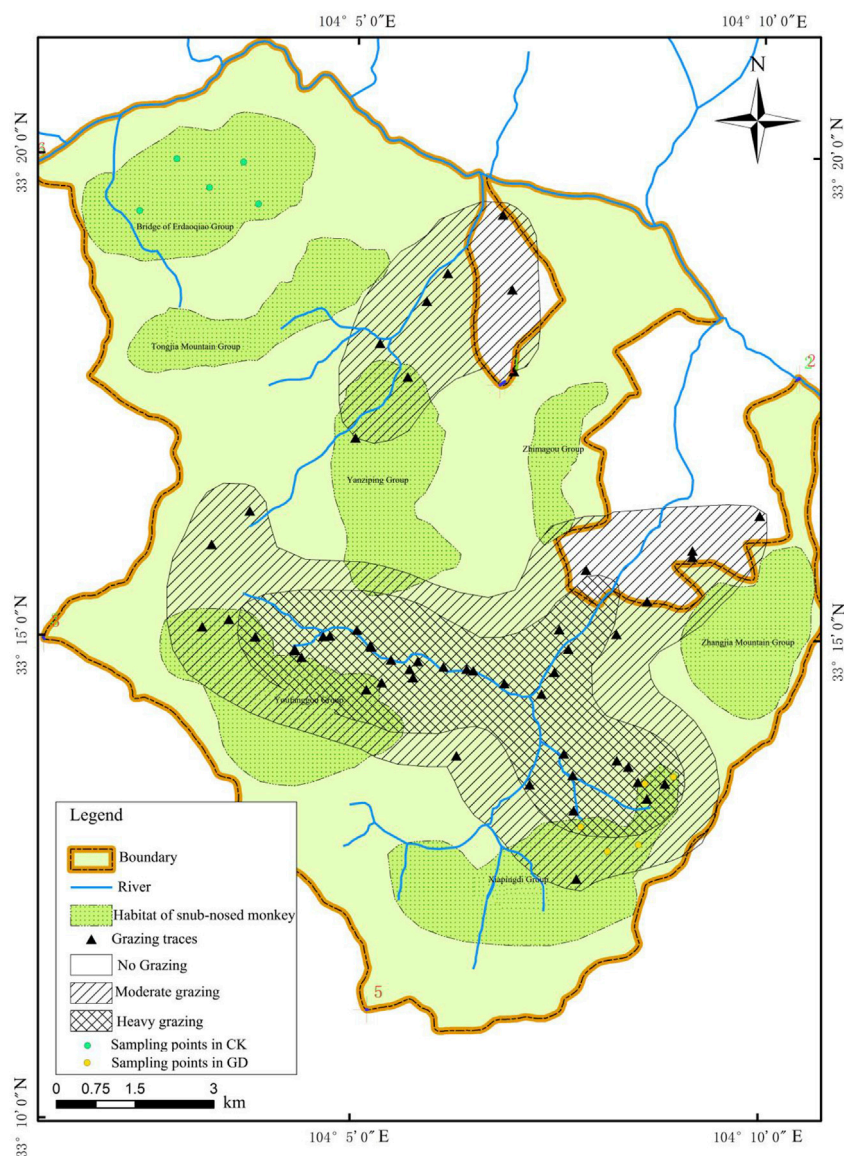 104° 5′0″E
104° 10′0″E
N
33° 20′0″N
33° 20′0″N
Bridge of Erdaoqiao Group
Tongjia Mountain Group
2
Zhimagou Group
Yanziping Group
33° 15′0″N
33° 15′0″N
Zhangjia Mountain Group
Youfanggou Group
Xiapingdi Group
Legend
Boundary
River
Habitat of snub-nosed monkey
Grazing traces
No Grazing
Moderate grazing
Heavy grazing
Sampling points in CK
Sampling points in GD
5
0 0.75 1.5 3
km
33° 10′0″N
104° 5′0″E
104° 10′0″E